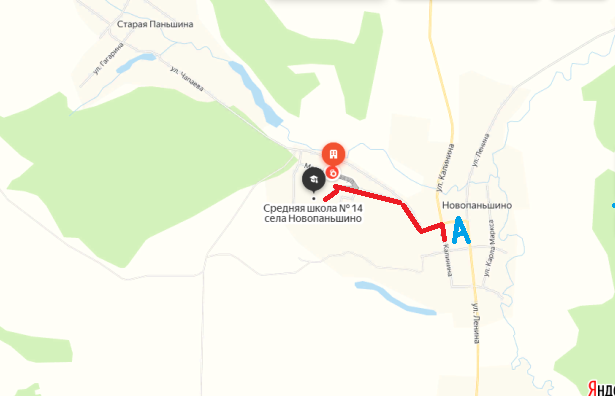 Старая Паньшина
ул. Гагарина
ул. Чапаева
ул. Ленина
ул. Калинина
М
Средняя школа № 14
села Новопаньшино
Новопаньшино
А
Калинина
ул. Карла Маркса
ул. Ленина
Яндe